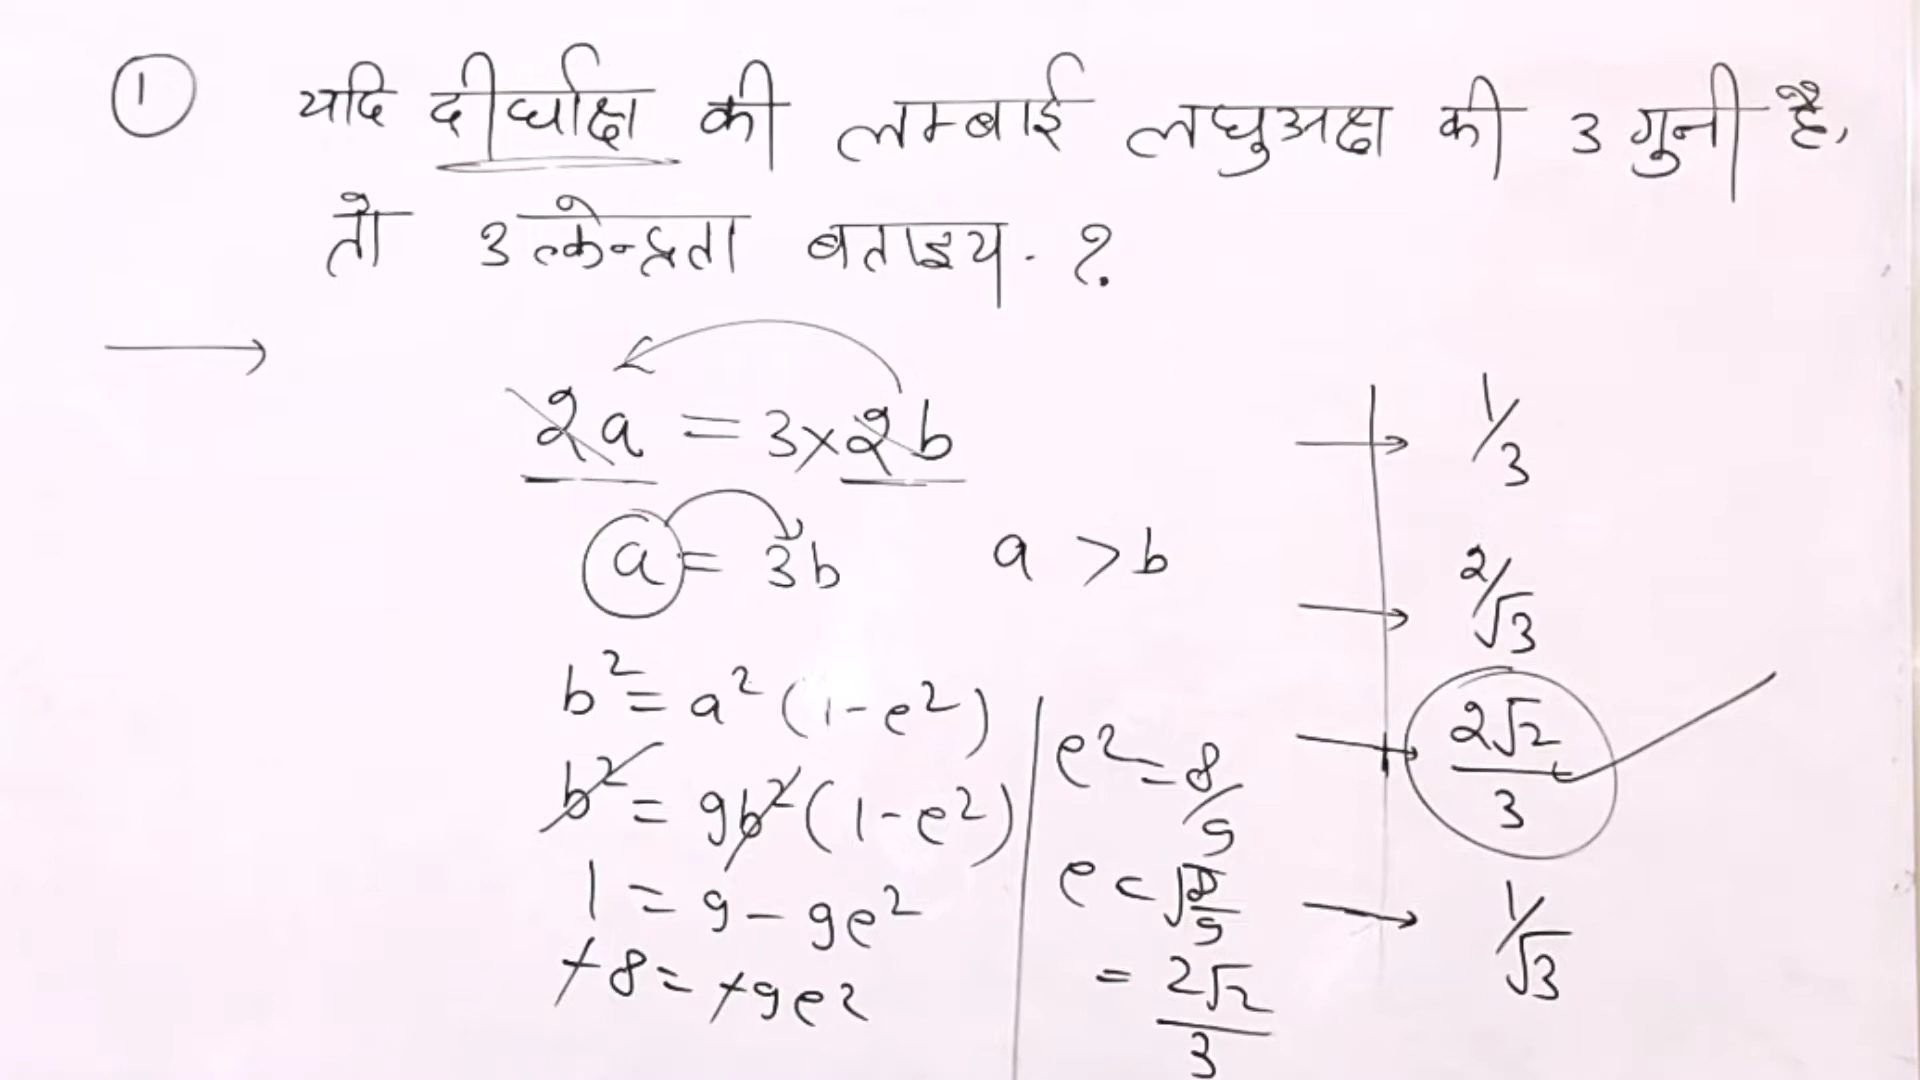 ① यदि दीर्घाक्ष की लम्बाई लघुअक्ष की 3 गुनी है,
तो उत्केन्द्रता बताइय . ?
2a = 3×2b
a = 3b a > b
b² = a² (1-e²)
b² = 9b² (1-e²)
1 = 9 - 9e²
+8 = +9e²
e² = 8/9
e = √8/9
= 2√2/3
→ 1/3
→ 2/√3
→ 2√2/3
→ 1/√3